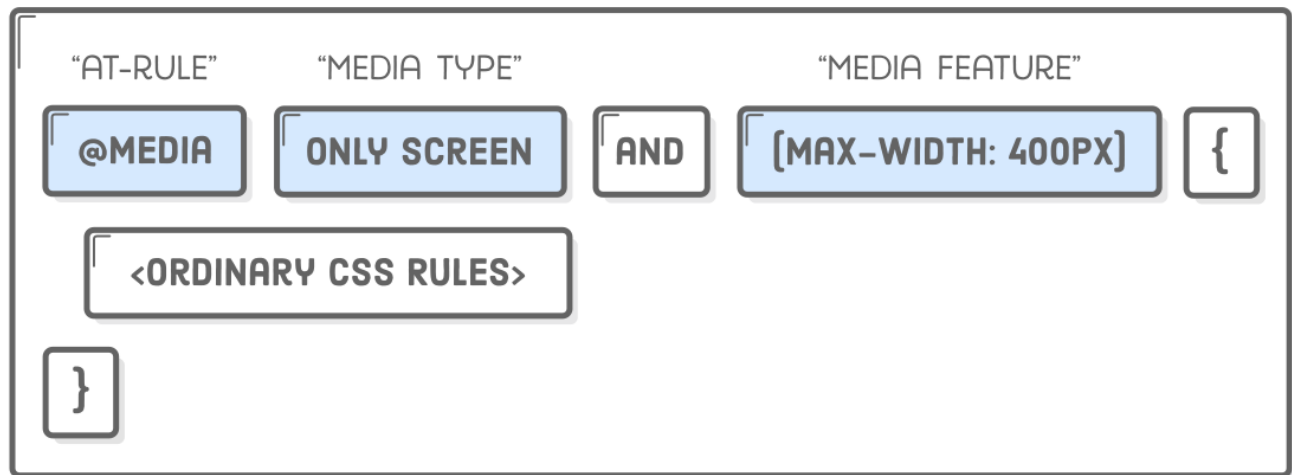 “AT-RULE” “MEDIA TYPE” “MEDIA FEATURE”
@MEDIA ONLY SCREEN AND (MAX-WIDTH: 400PX) {
<ORDINARY CSS RULES>
}